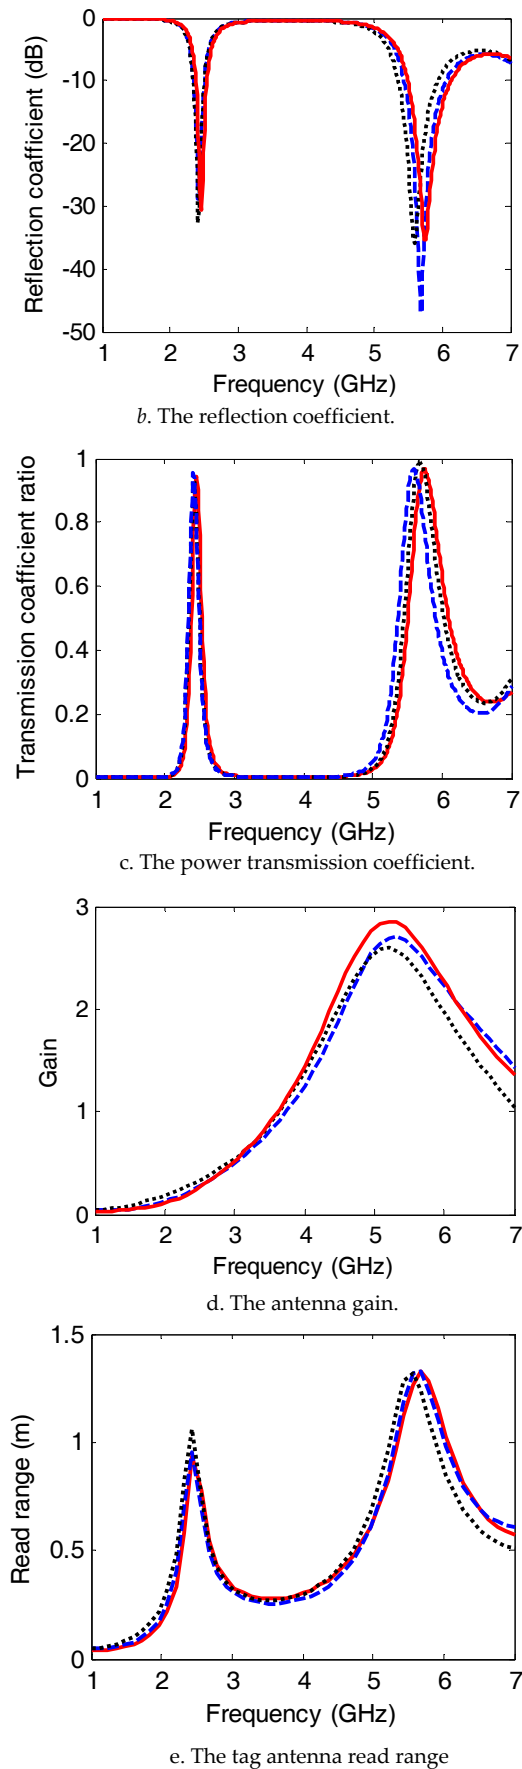 0
-10
-20
-30
-40
-50
Reflection coafficient (dB)
1 2 3 4 5 6 7
Frequency (GHz)
b. The reflection coefficient.
1
0.8
0.6
0.4
0.2
0
Transmission coafficient ratio
1 2 3 4 5 6 7
Frequency (GHz)
c. The power transmission coefficient.
3
2
1
0
Gain
1 2 3 4 5 6 7
Frequency (GHz)
d. The antenna gain.
1.5
1
0.5
0
Read range (m)
1 2 3 4 5 6 7
Frequency (GHz)
e. The tag antenna read range